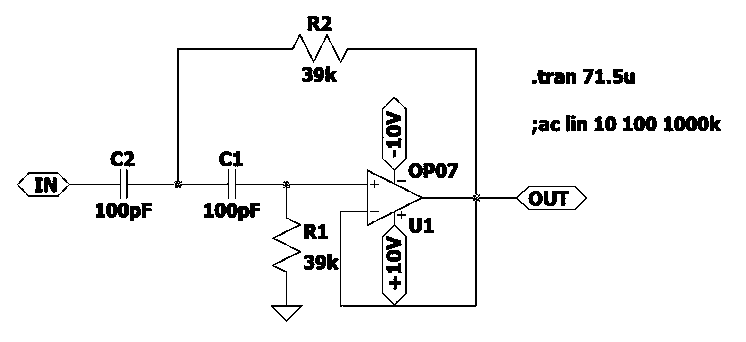 R2
39k
.tran 71.5u
;ac lin 10 100 1000k
-10V
OP07
C2
C1
IN
100pF
100pF
+
−
−
+
U1
OUT
R1
39k
+10V